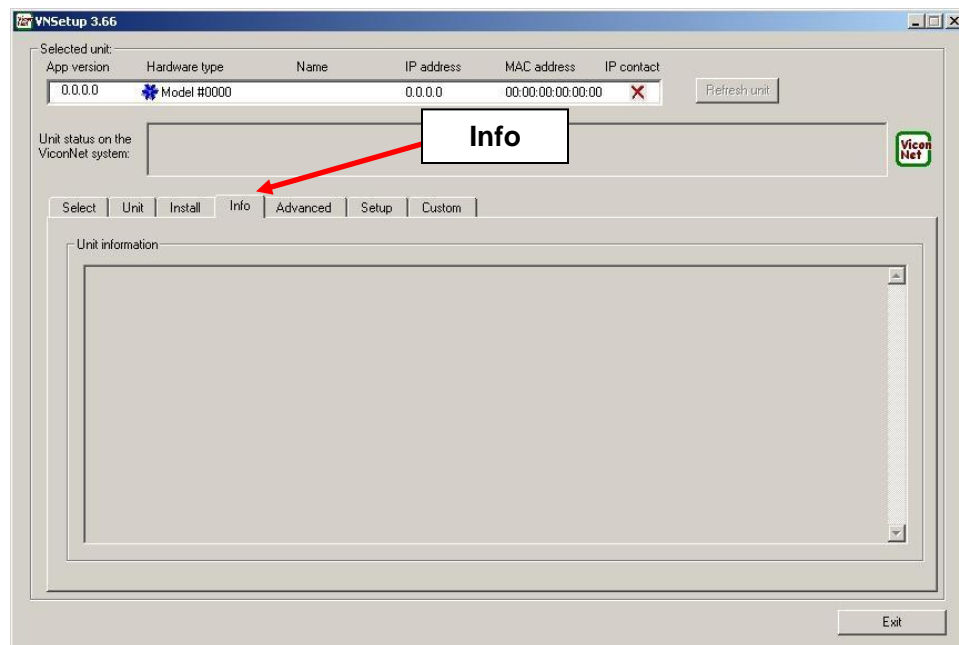 VNSetup 3.66
Selected unit:
App version Hardware type Name IP address MAC address IP contact
0.0.0.0 Model #0000 0.0.0.0 00:00:00:00:00:00 Refresh unit
Info
Unit status on the
ViconNet system:
Vicon
Net
Select Unit Install Info Advanced Setup Custom
Unit information
Exit